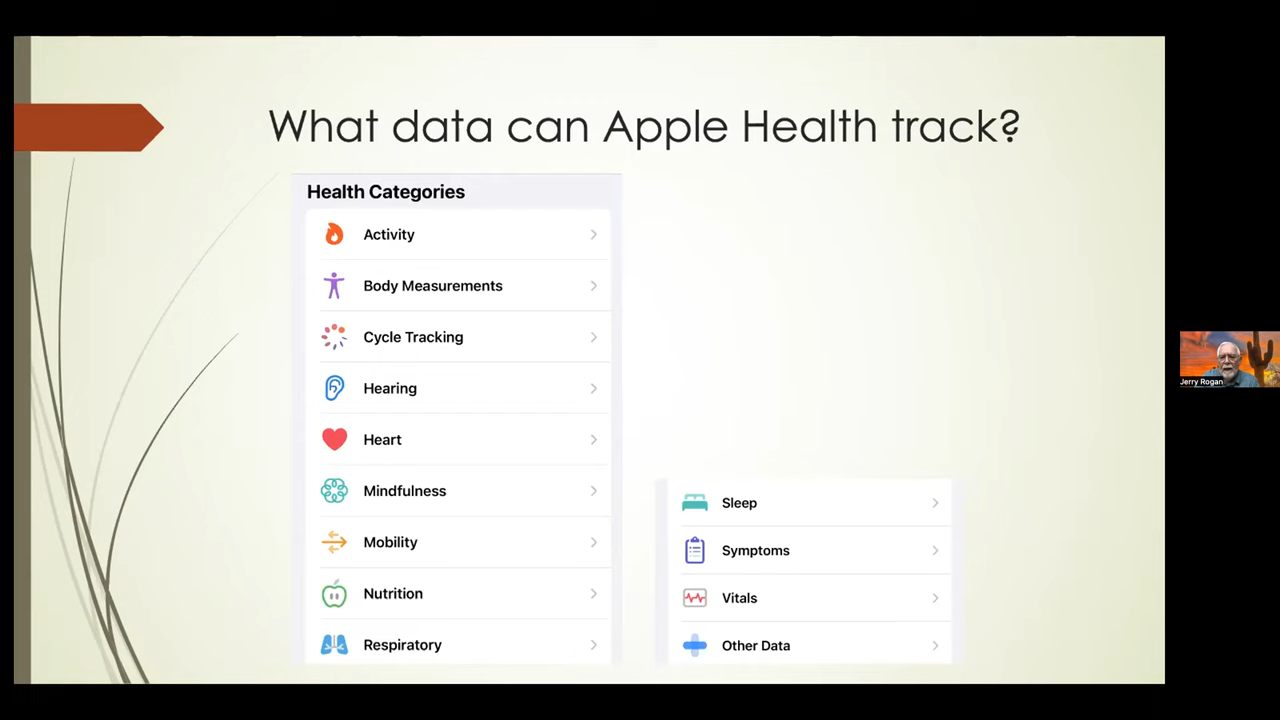 What data can Apple Health track?
Health Categories
Activity
Body Measurements
Cycle Tracking
Hearing
Heart
Mindfulness
Mobility
Nutrition
Respiratory
Sleep
Symptoms
Vitals
Other Data
Jerry Rogan